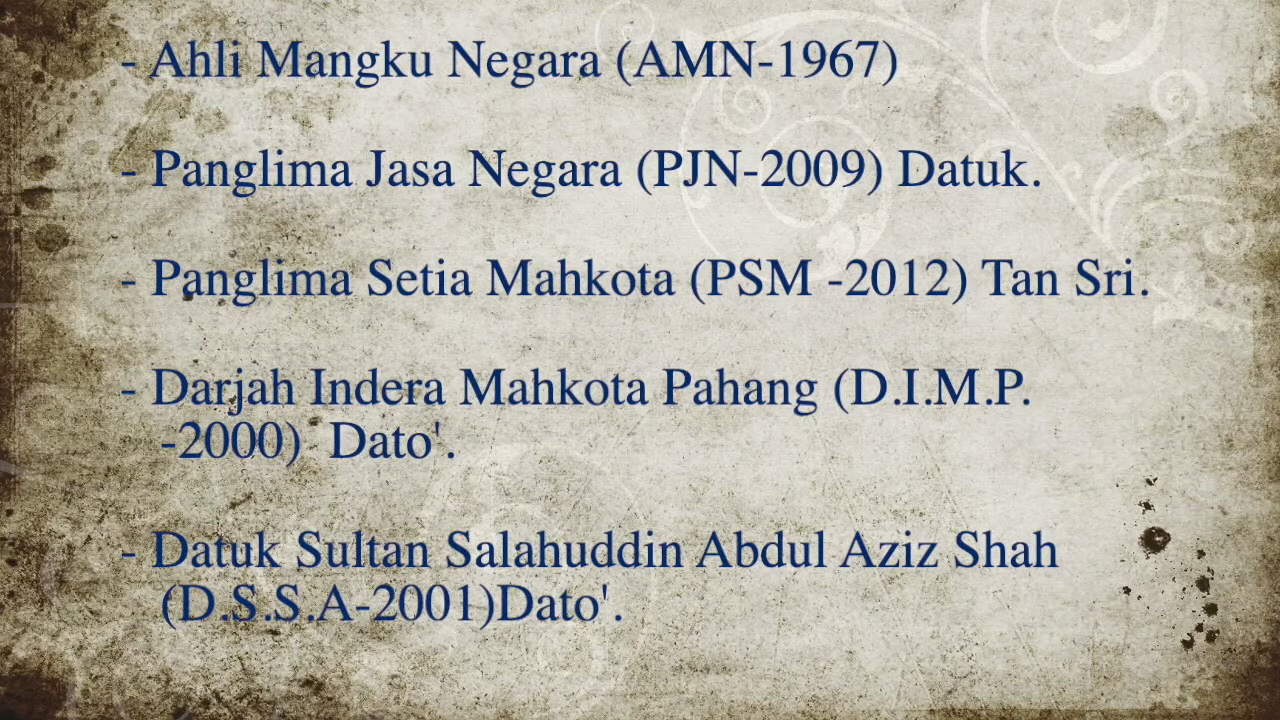 - Ahli Mangku Negara (AMN-1967)
- Panglima Jasa Negara (PJN-2009) Datuk.
- Panglima Setia Mahkota (PSM -2012) Tan Sri.
- Darjah Indera Mahkota Pahang (D.I.M.P.
-2000)  Dato'.
- Datuk Sultan Salahuddin Abdul Aziz Shah
(D.S.S.A-2001)Dato'.